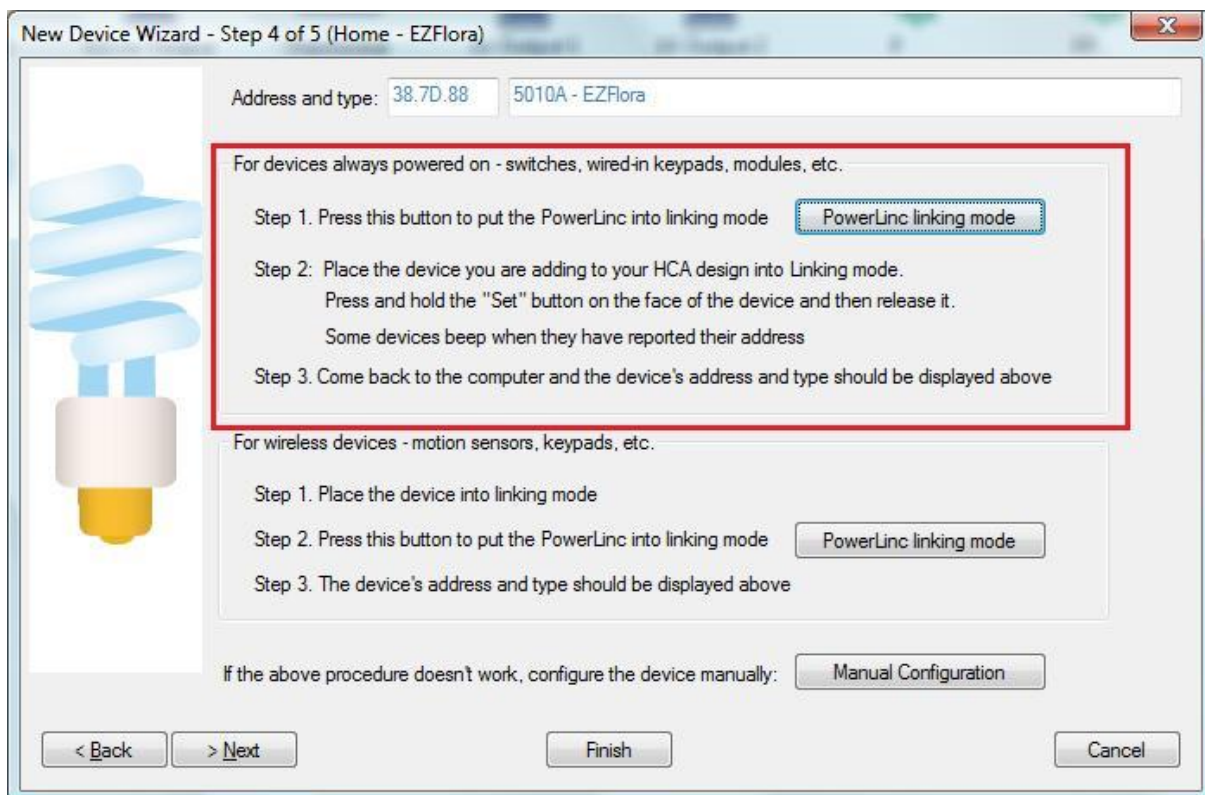 New Device Wizard - Step 4 of 5 (Home - EZFlora)
Address and type: 38.7D.88 5010A - EZFlora
For devices always powered on - switches, wired-in keypads, modules, etc.
Step 1. Press this button to put the PowerLinc into linking mode PowerLinc linking mode
Step 2: Place the device you are adding to your HCA design into Linking mode.
Press and hold the "Set" button on the face of the device and then release it.
Some devices beep when they have reported their address
Step 3. Come back to the computer and the device's address and type should be displayed above
For wireless devices - motion sensors, keypads, etc.
Step 1. Place the device into linking mode
Step 2. Press this button to put the PowerLinc into linking mode PowerLinc linking mode
Step 3. The device's address and type should be displayed above
If the above procedure doesn't work, configure the device manually: Manual Configuration
< Back > Next Finish Cancel